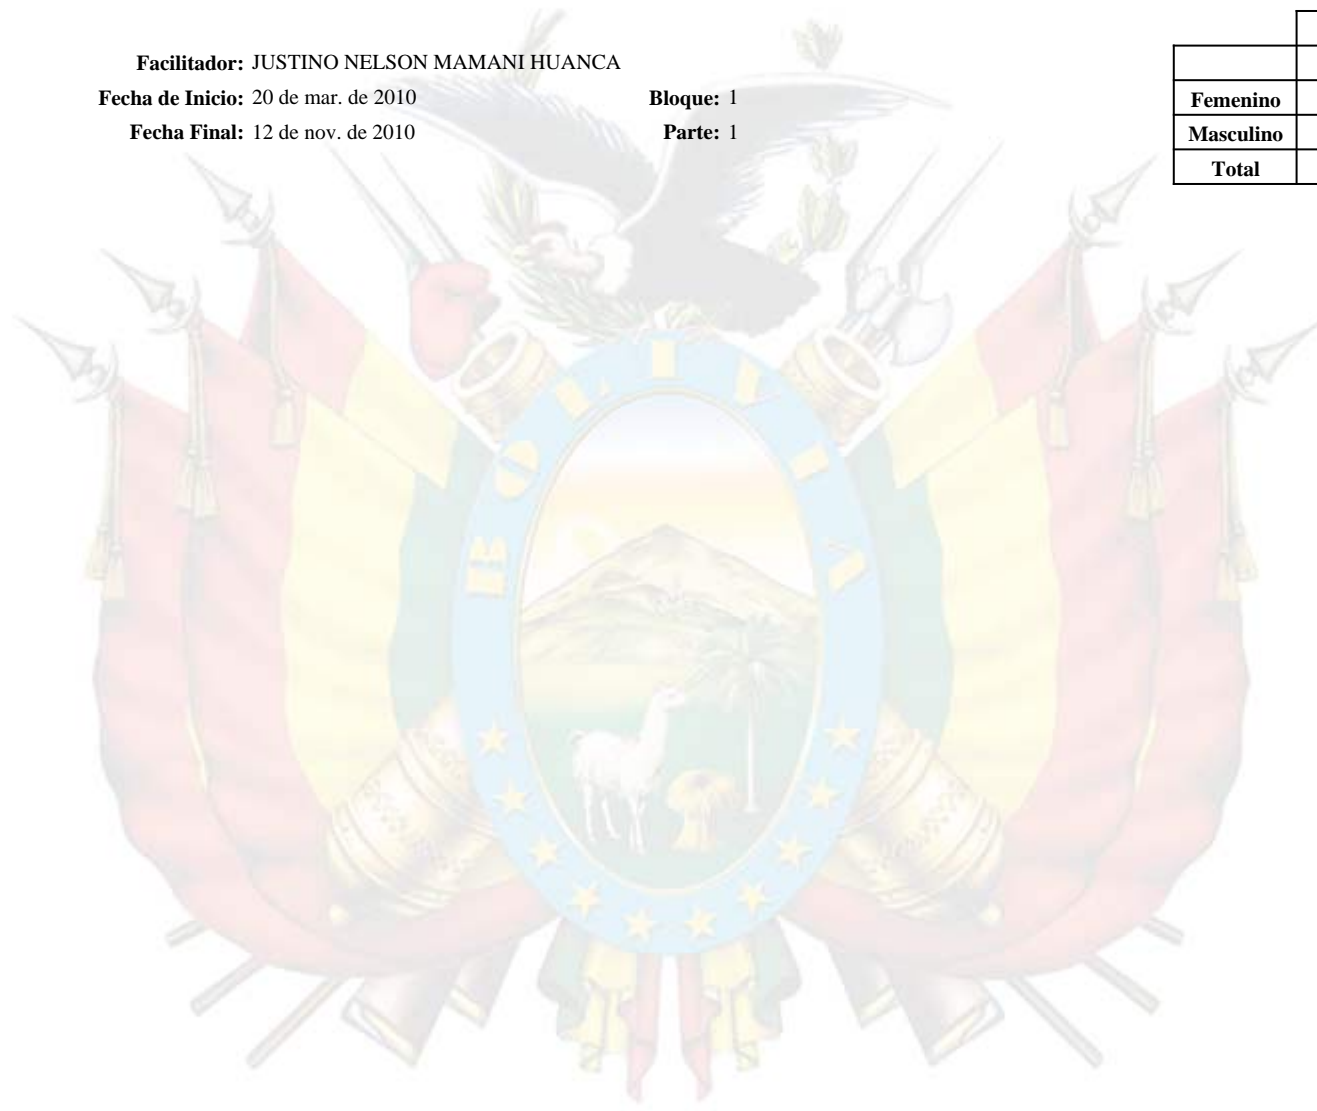 Facilitador: JUSTINO NELSON MAMANI HUANCA
Fecha de Inicio: 20 de mar. de 2010 Bloque: 1
Fecha Final: 12 de nov. de 2010 Parte: 1
Femenino
Masculino
Total
BOLIVIA